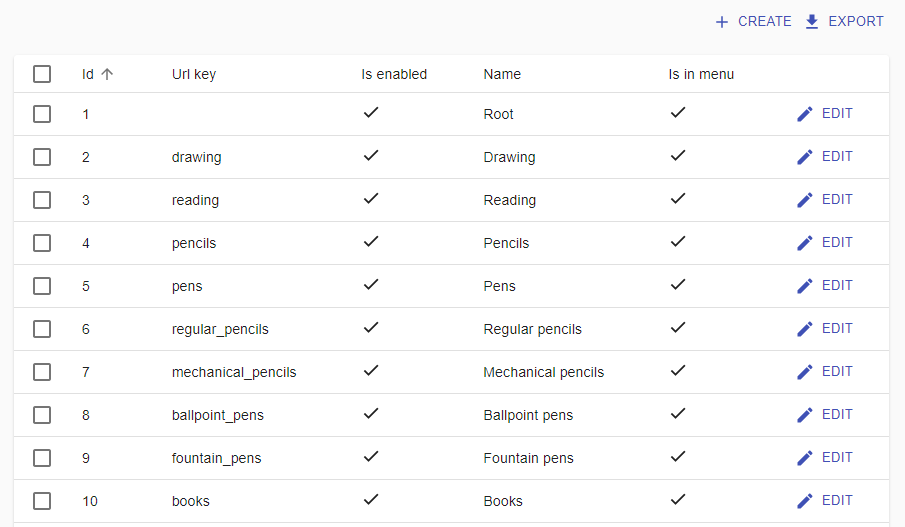 CREATE EXPORT
Id Url key Is enabled Name Is in menu
1 Root EDIT
2 drawing Drawing EDIT
3 reading Reading EDIT
4 pencils Pencils EDIT
5 pens Pens EDIT
6 regular_pencils Regular pencils EDIT
7 mechanical_pencils Mechanical pencils EDIT
8 ballpoint_pens Ballpoint pens EDIT
9 fountain_pens Fountain pens EDIT
10 books Books EDIT